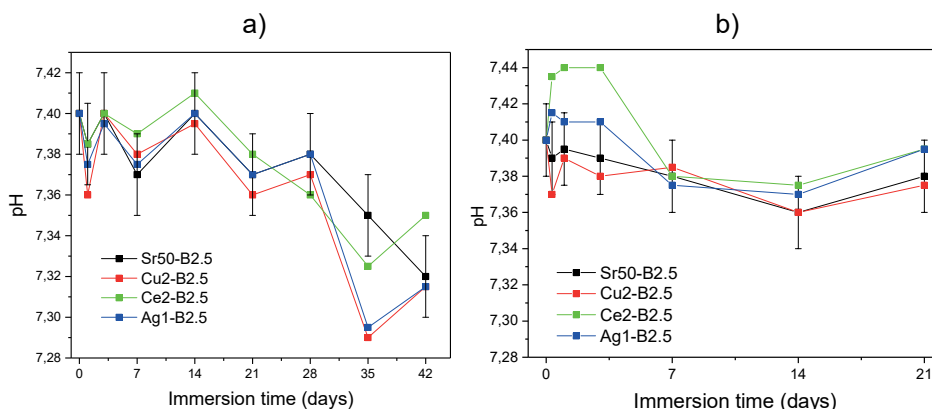 a)
7,42
7,40
7,38
7,36
7,34
7,32
7,30
7,28
pH
Sr50-B2.5
Cu2-B2.5
Ce2-B2.5
Ag1-B2.5
0 7 14 21 28 35 42
Immersion time (days)
b)
7,44
7,42
7,40
7,38
7,36
7,34
7,32
7,30
7,28
pH
Sr50-B2.5
Cu2-B2.5
Ce2-B2.5
Ag1-B2.5
0 7 14 21
Immersion time (days)